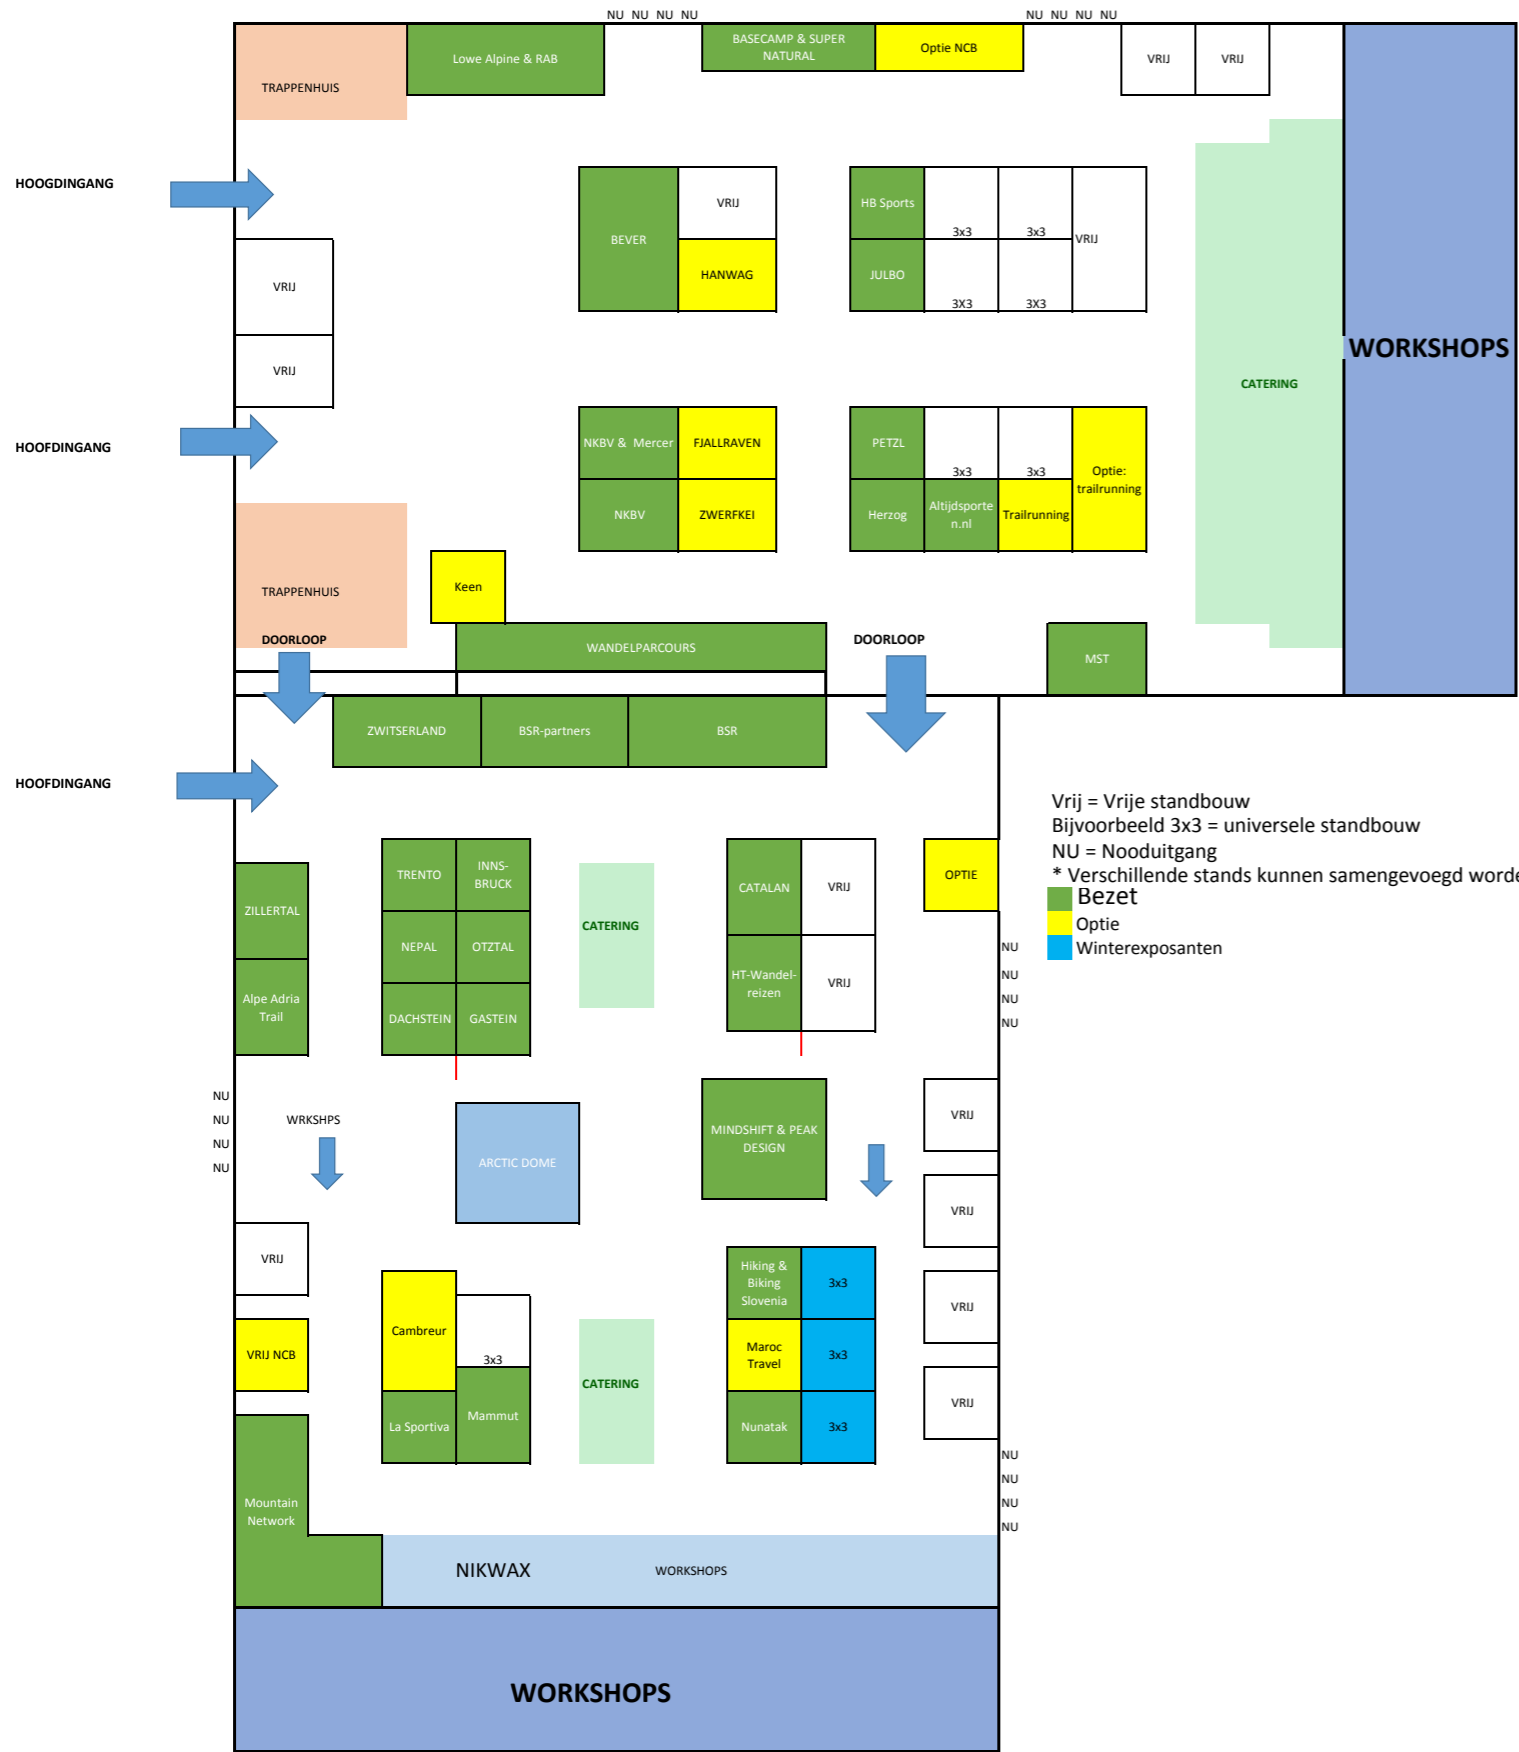 NU NU NU NU
NU NU NU NU
TRAPPENHUIS
Lowe Alpine & RAB
BASECAMP & SUPER
NATURAL
Optie NCB
VRIJ
VRIJ
HOOGDINGANG
BEVER
VRIJ
HANWAG
HB Sports
JULBO
3x3
3x3
3X3
3X3
VRIJ
VRIJ
VRIJ
WORKSHOPS
CATERING
HOOFDINGANG
NKBV & Mercer
FJALLRAVEN
NKBV
ZWERFKEI
PETZL
3x3
3x3
Optie:
trailrunning
Herzog
Altijdsporte
n.nl
Trailrunning
TRAPPENHUIS
Keen
DOORLOOP
WANDELPARCOURS
DOORLOOP
MST
ZWITSERLAND
BSR-partners
BSR
HOOFDINGANG
Vrij = Vrije standbouw
Bijvoorbeeld 3x3 = universele standbouw
NU = Nooduitgang
* Verschillende stands kunnen samengevoegd worde
Bezet
Optie
Winterexposanten
ZILLERTAL
Alpe Adria
Trail
TRENTO
INNS-
BRUCK
NEPAL
OTZTAL
DACHSTEIN
GASTEIN
CATERING
CATALAN
VRIJ
HT-Wandel-
reizen
VRIJ
OPTIE
NU
NU
NU
NU
NU
NU
NU
NU
WRKSHPS
ARCTIC DOME
MINDSHIFT & PEAK
DESIGN
VRIJ
VRIJ
VRIJ
VRIJ
VRIJ
VRIJ NCB
Cambreur
3x3
La Sportiva
Mammut
CATERING
Hiking &
Biking
Slovenia
3x3
Maroc
Travel
3x3
Nunatak
3x3
NU
NU
NU
NU
Mountain
Network
NIKWAX
WORKSHOPS
WORKSHOPS